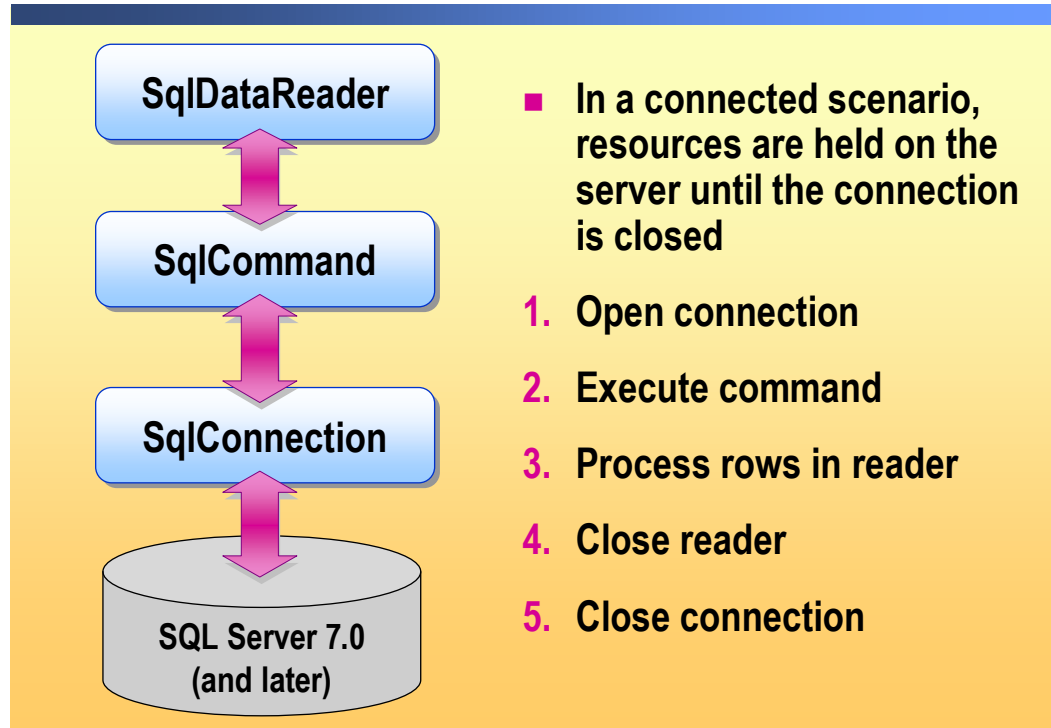 SqlDataReader
SqlCommand
SqlConnection
SQL Server 7.0
(and later)
■ In a connected scenario,
resources are held on the
server until the connection
is closed
1. Open connection
2. Execute command
3. Process rows in reader
4. Close reader
5. Close connection